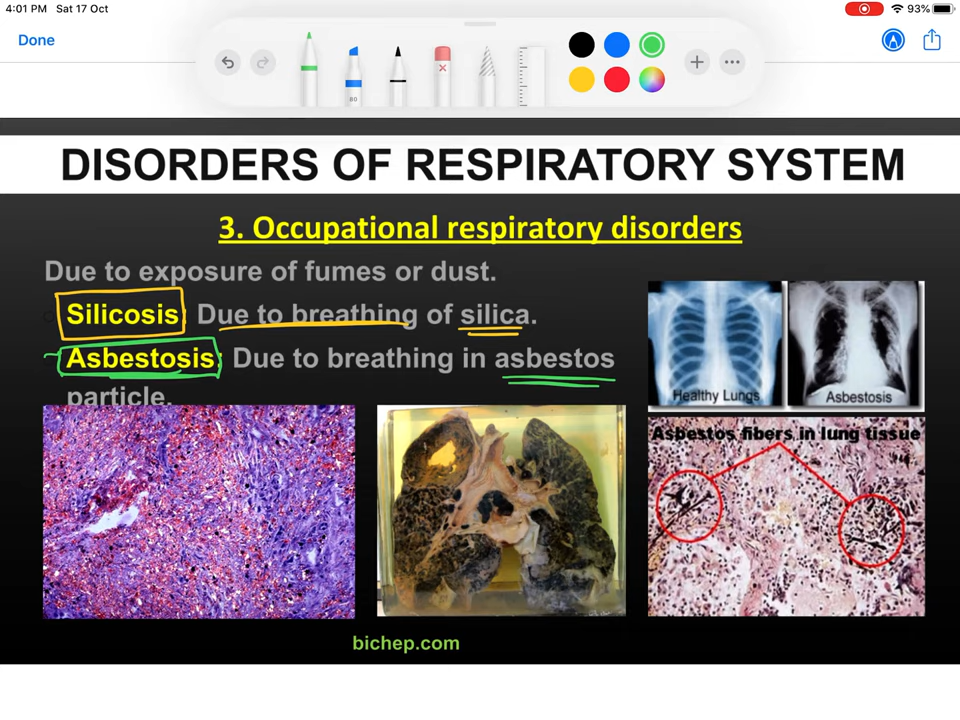 4:01 PM Sat 17 Oct
93%
Done
80
DISORDERS OF RESPIRATORY SYSTEM
3. Occupational respiratory disorders
Due to exposure of fumes or dust.
Silicosis: Due to breathing of silica.
Asbestosis: Due to breathing in asbestos
particle.
Healthy Lungs
Asbestosis
Asbestos fibers in lung tissue
bichep.com